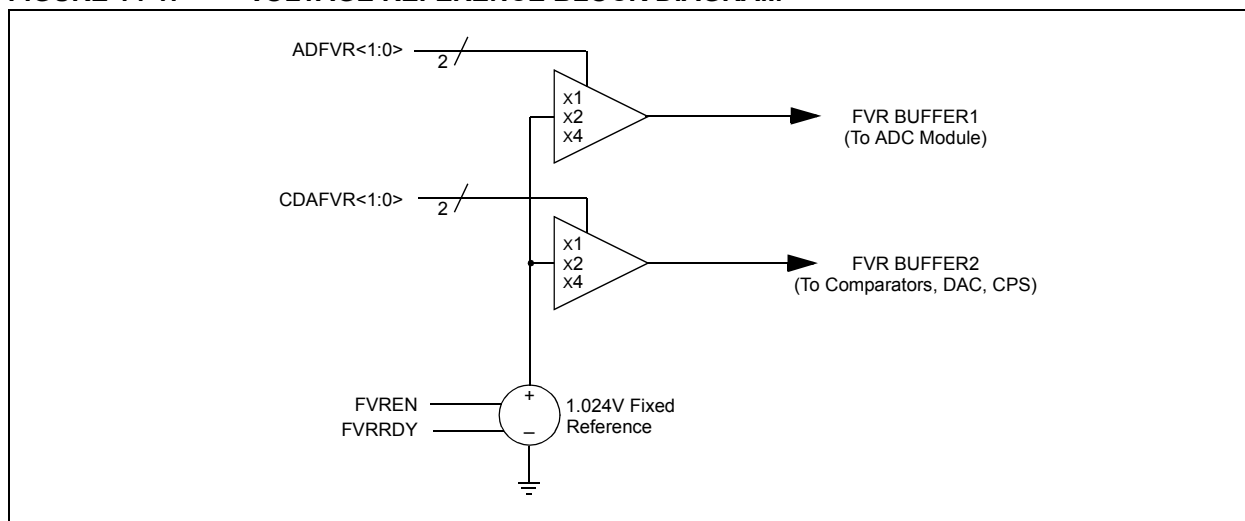 ADFVR<1:0>
2
X1
X2
X4
FVR BUFFER1
(To ADC Module)
CDAFVR<1:0>
2
X1
X2
X4
FVR BUFFER2
(To Comparators, DAC, CPS)
FVREN
FVRRDY
+
–
1.024V Fixed
Reference